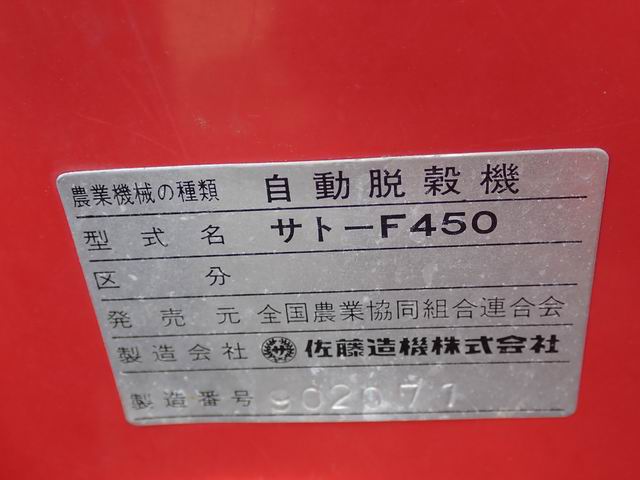 農業機械の種類 自動脱穀機
型式名 サトーF450
区分
発売元 全国農業協同組合連合会
製造会社 サ 佐藤造機株式会社
製造番号 902071